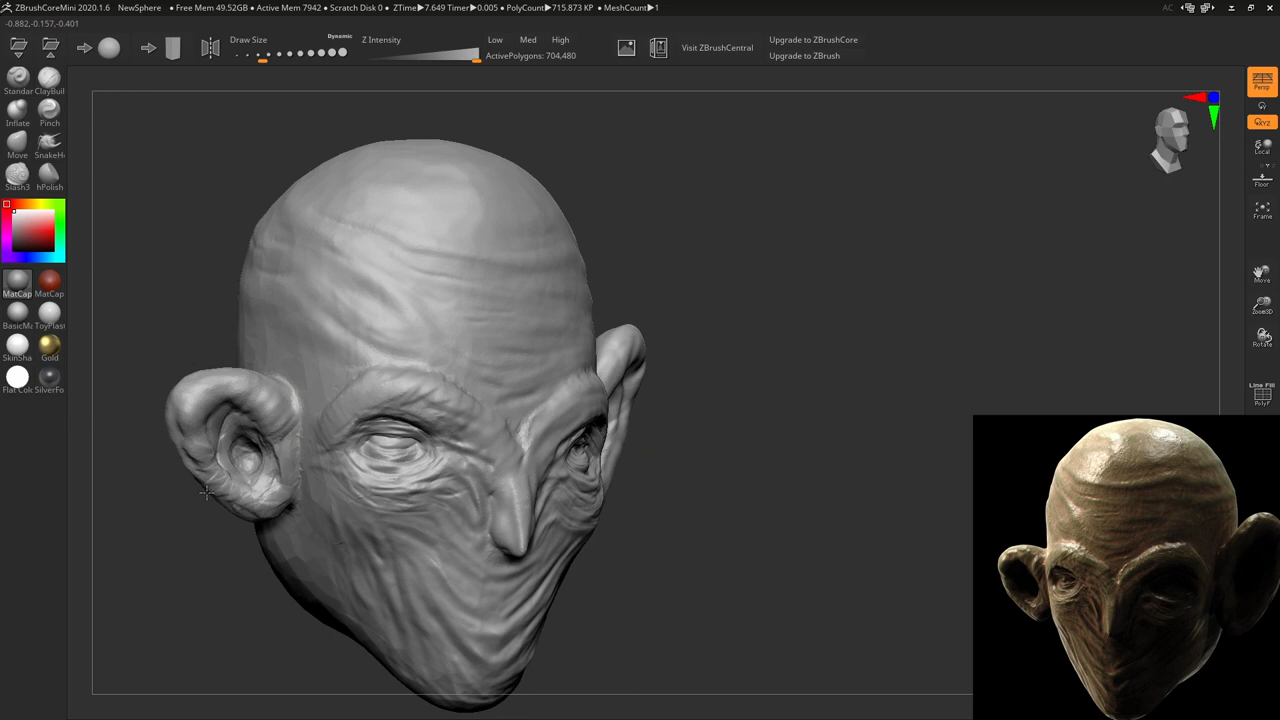 ZBrushCoreMini 2020.1.6 NewSphere ● Free Mem 49.52GB ● Active Mem 7942 ● Scratch Disk 0 ● ZTime▶7.649 Timer▶0.005 ● PolyCount▶715.873 KP ● MeshCount▶1
AC
-0.882,-0.157,-0.401
Draw Size
Dynamic
Z Intensity
Low Med High
ActivePolygons: 704,480
Visit ZBrushCentral
Upgrade to ZBrushCore
Upgrade to ZBrush
Standar ClayBuil
Inflate Pinch
Move SnakeH
Slash3 hPolish
MatCap MatCap
BasicMa ToyPlast
SkinSha Gold
Flat Colo SilverFo
Persp
XYZ
Local
Floor
Frame
Move
Zoom3D
Rotate
Line Fill
PolyF